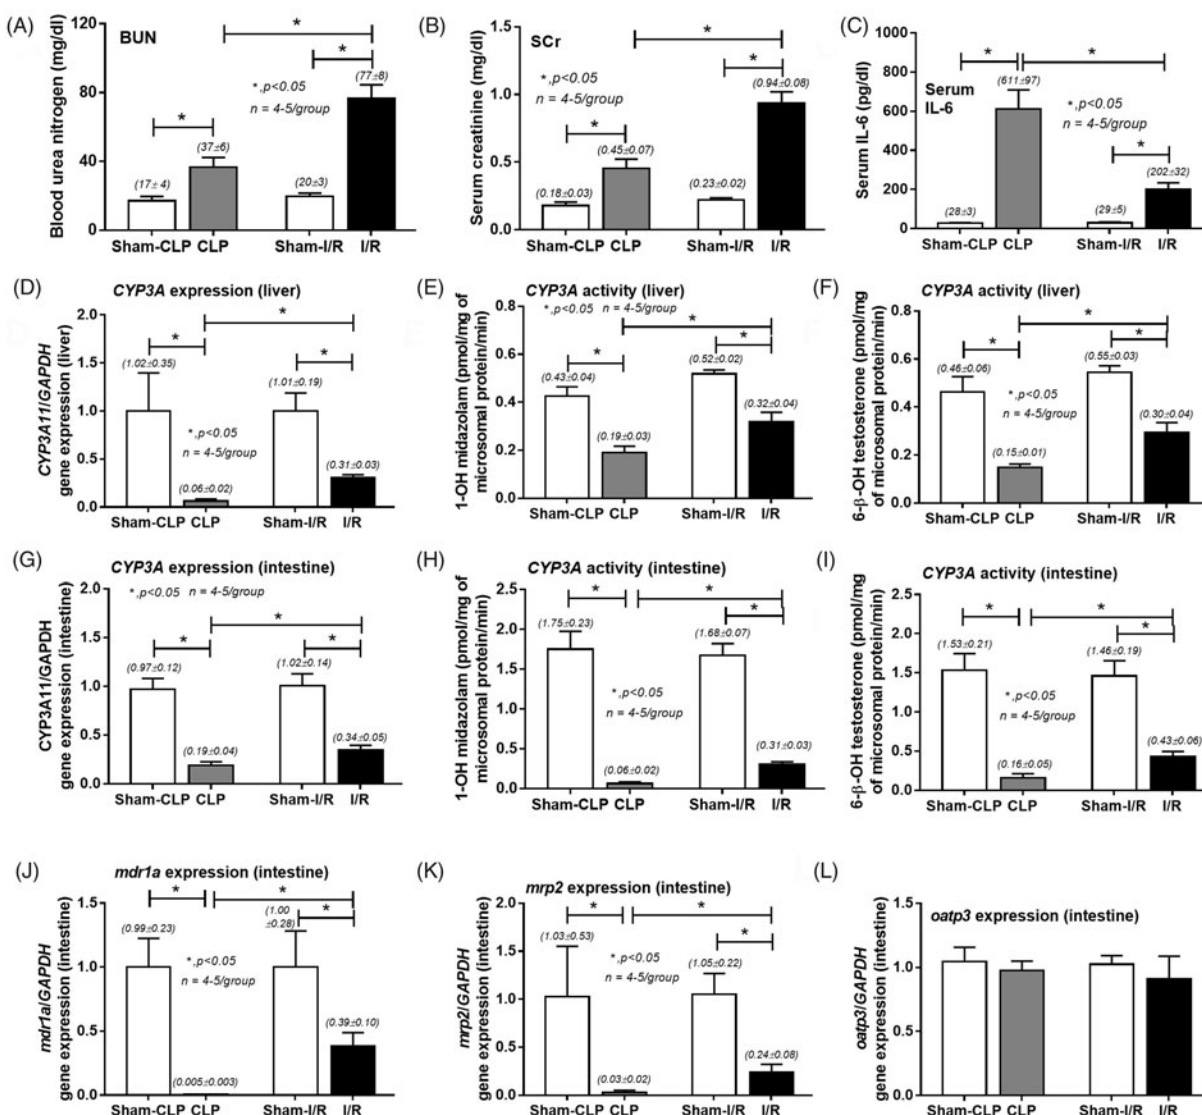 (A)
BUN
Blood urea nitrogen (mg/dl)
120
80
40
0
*
*
*
*,p<0.05
n = 4-5/group
(77±8)
(37±6)
(17± 4)
(20±3)
Sham-CLP CLP Sham-I/R I/R
(B)
SCr
Serum creatinine (mg/dl)
1.5
1.0
0.5
0.0
*
*
*
*,p<0.05
n = 4-5/group
(0.94±0.08)
(0.45±0.07)
(0.18±0.03)
(0.23±0.02)
Sham-CLP CLP Sham-I/R I/R
(C)
Serum IL-6 (pg/dl)
1000
800
600
400
200
0
*
*
(611±97)
Serum
IL-6
*,p<0.05
n = 4-5/group
*
(202±32)
(28±3)
(29±5)
Sham-CLP CLP Sham-I/R I/R
(D)
CYP3A expression (liver)
CYP3A11/GAPDH
gene expression (liver)
2.0
1.5
1.0
0.5
0.0
*
*
*
(1.02±0.35)
(1.01±0.19)
*,p<0.05
n = 4-5/group
(0.31±0.03)
(0.06±0.02)
Sham-CLP CLP Sham-I/R I/R
(E)
CYP3A activity (liver)
1-OH midazolam (pmol/mg of
microsomal protein/min)
0.8
0.6
0.4
0.2
0.0
*,p<0.05 n = 4-5/group
*
*
*
(0.52±0.02)
(0.43±0.04)
(0.32±0.04)
(0.19±0.03)
Sham-CLP CLP Sham-I/R I/R
(F)
CYP3A activity (liver)
6-β-OH testosterone (pmol/mg
of microsomal protein/min)
0.8
0.6
0.4
0.2
0.0
*
*
*
(0.46±0.06)
(0.55±0.03)
*,p<0.05
n = 4-5/group
(0.30±0.04)
(0.15±0.01)
Sham-CLP CLP Sham-I/R I/R
(G)
CYP3A expression (intestine)
CYP3A11/GAPDH
gene expression (intestine)
2.0
1.5
1.0
0.5
0.0
*,p<0.05 n = 4-5/group
*
*
*
(0.97±0.12)
(1.02±0.14)
(0.34±0.05)
(0.19±0.04)
Sham-CLP CLP Sham-I/R I/R
(H)
CYP3A activity (intestine)
1-OH midazolam (pmol/mg of
microsomal protein/min)
2.5
2.0
1.5
1.0
0.5
0.0
*
*
*
(1.75±0.23)
(1.68±0.07)
*,p<0.05
n = 4-5/group
(0.31±0.03)
(0.06±0.02)
Sham-CLP CLP Sham-I/R I/R
(I)
CYP3A activity (intestine)
6-β-OH testosterone (pmol/mg
of microsomal protein/min)
2.5
2.0
1.5
1.0
0.5
0.0
*
*
*
(1.53±0.21)
(1.46±0.19)
*,p<0.05
n = 4-5/group
(0.43±0.06)
(0.16±0.05)
Sham-CLP CLP Sham-I/R I/R
(J)
mdr1a expression (intestine)
mdr1a/GAPDH
gene expression (intestine)
1.5
1.0
0.5
0.0
*
*
*
(0.99±0.23)
(1.00
±0.28)
*,p<0.05
n = 4-5/group
(0.39±0.10)
(0.005±0.003)
Sham-CLP CLP Sham-I/R I/R
(K)
mrp2 expression (intestine)
mrp2/GAPDH
gene expression (intestine)
2.0
1.5
1.0
0.5
0.0
*
*
*
(1.03±0.53)
(1.05±0.22)
*,p<0.05
n = 4-5/group
(0.24±0.08)
(0.03±0.02)
Sham-CLP CLP Sham-I/R I/R
(L)
oatp3 expression (intestine)
oatp3/GAPDH
gene expression (intestine)
1.5
1.0
0.5
0.0
Sham-CLP CLP Sham-I/R I/R